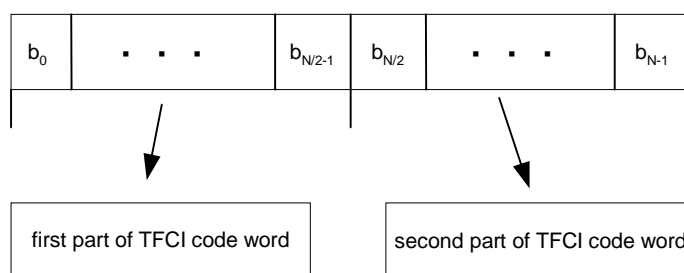 b0 . . . bN/2-1 bN/2 . . . bN-1
first part of TFCI code word
second part of TFCI code word